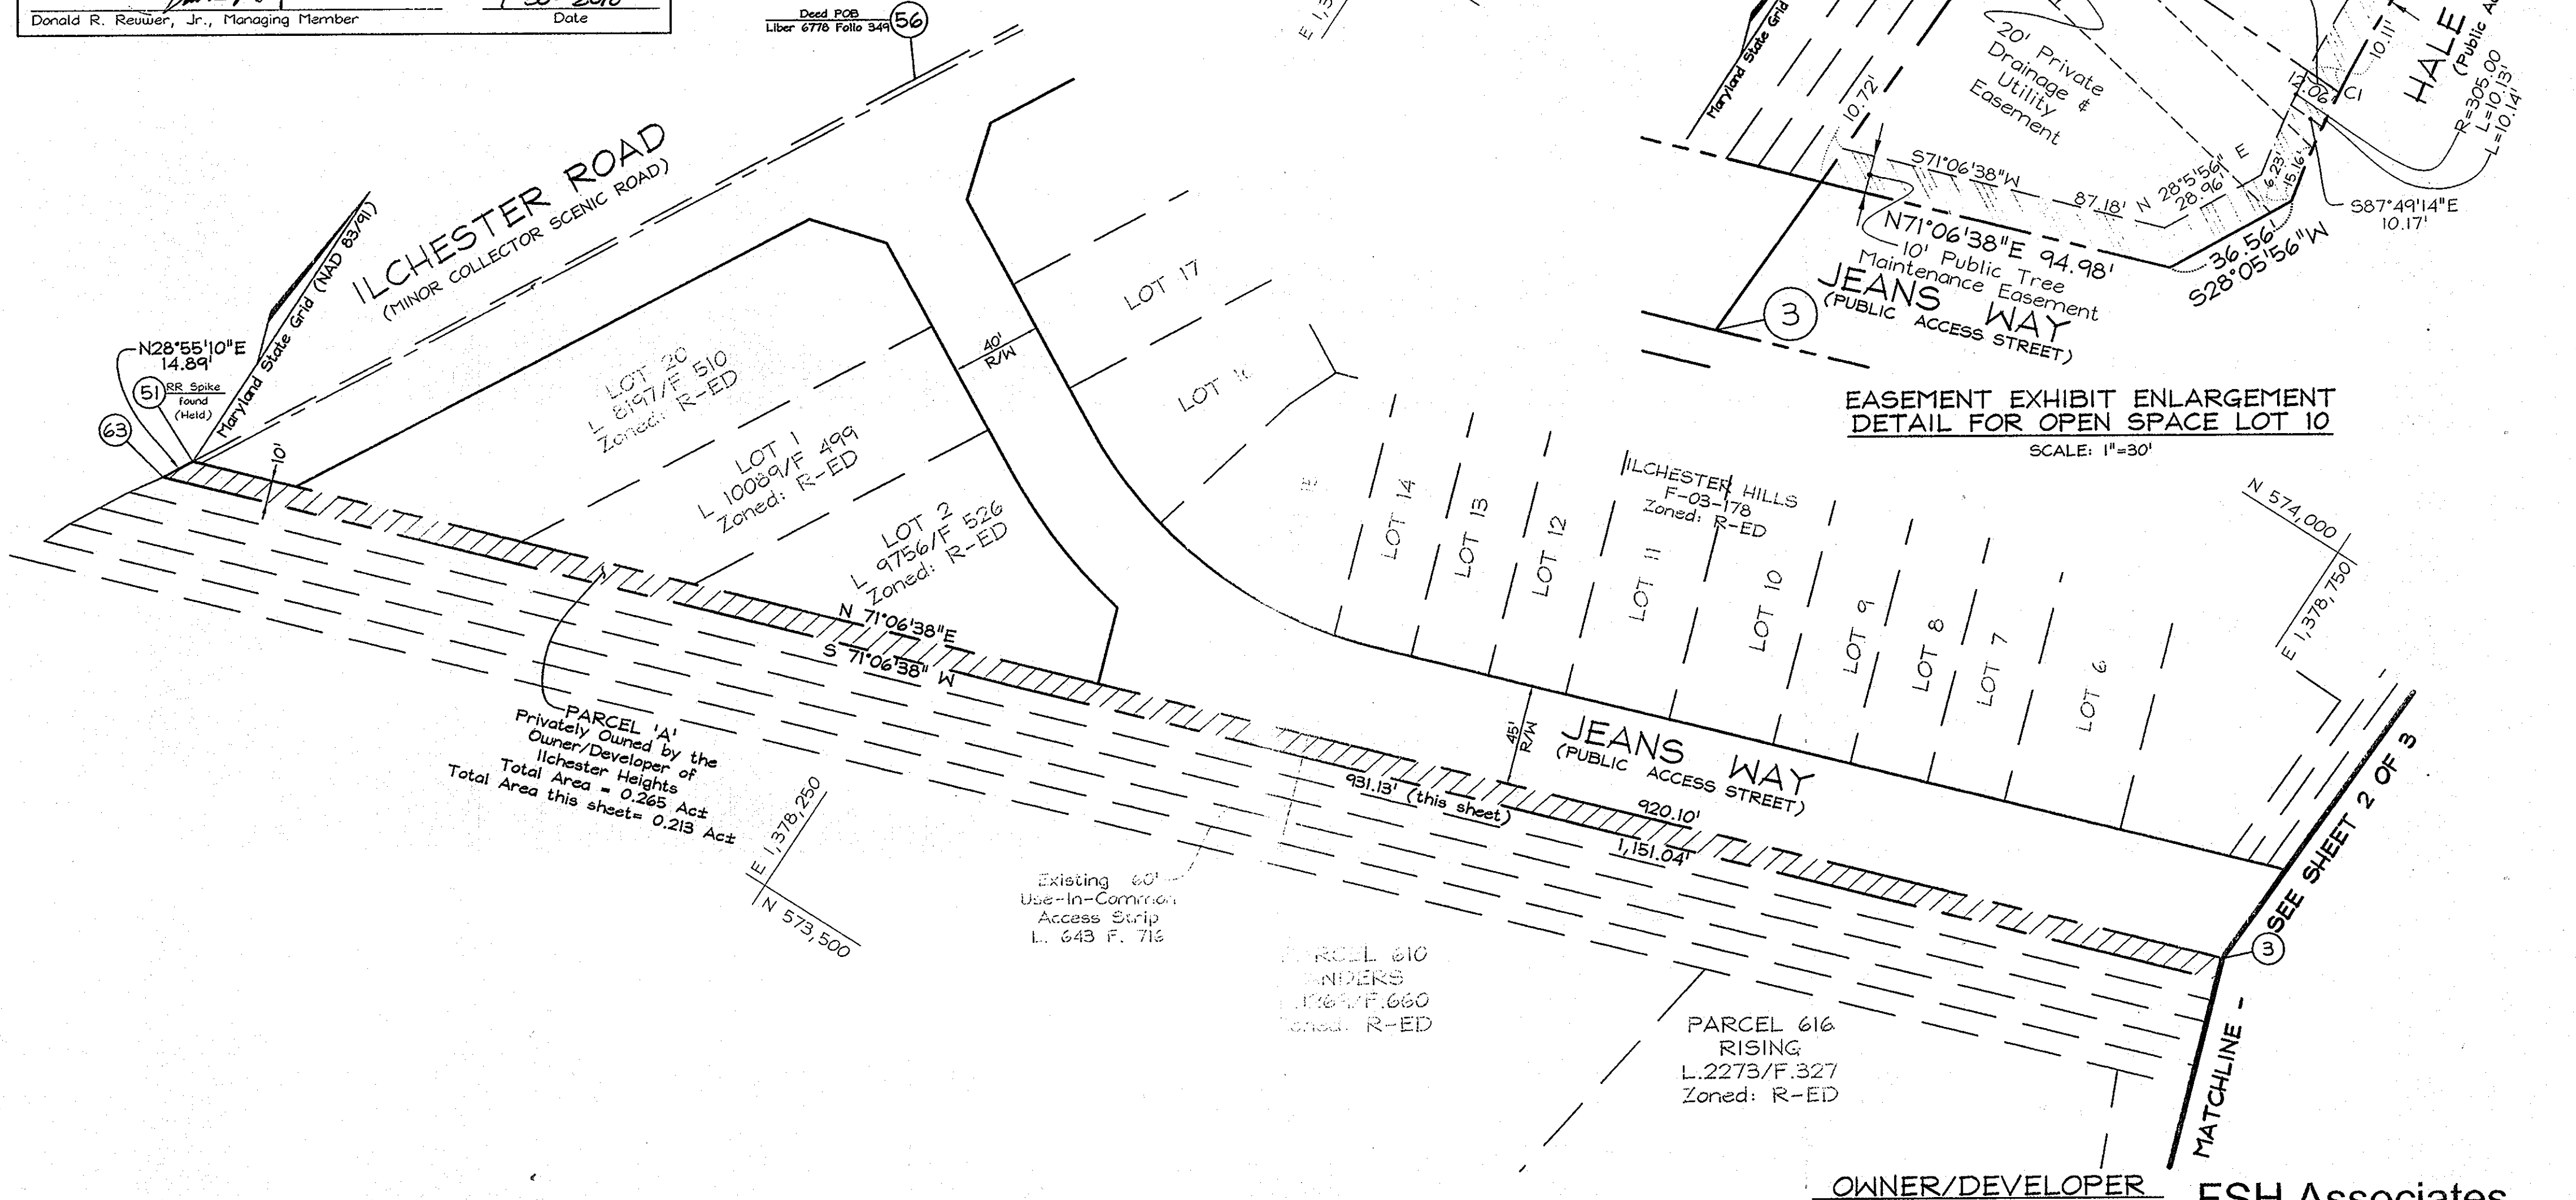 Donald R. Reuwer, Jr., Managing Member
Date
Deed POB
Liber 6778 Folio 349
56
ILCHESTER ROAD
(MINOR COLLECTOR SCENIC ROAD)
Maryland State Grid (NAD 83/91)
N28°55'10"E
14.89'
51
RR Spike
found
(Held)
63
10'
LOT 20
L 8197/F 510
Zoned: R-ED
LOT 1
L 10089/F 499
Zoned: R-ED
LOT 2
L 9756/F 526
Zoned: R-ED
40'
R/W
LOT 17
LOT
LOT 14
LOT 13
LOT 12
LOT 11
LOT 10
LOT 9
LOT 8
LOT 7
LOT 6
ILCHESTER HILLS
F-03-178
Zoned: R-ED
N 71°06'38"E
S 71°06'38" W
PARCEL 'A'
Privately Owned by the
Owner/Developer of
Ilchester Heights
Total Area = 0.265 Ac±
Total Area this sheet= 0.213 Ac±
E 1,378,250
N 573,500
Existing 60'
Use-In-Common
Access Strip
L. 643 F.
931.13' (this sheet)
45'
R/W
JEANS WAY
(PUBLIC ACCESS STREET)
920.10'
1,151.04'
PARCEL 610
F.660
Zoned: R-ED
PARCEL 616
RISING
L.2273/F.327
Zoned: R-ED
N 574,000
E 1,378,750
3
MATCHLINE - SEE SHEET 2 OF 3
Maryland State Grid
10.72'
20' Private
Drainage &
Utility
Easement
S71°06'38"W
87.18'
N 28°5'56" E
28.96'
6.23'
15.16'
12.06'
C1
10.11'
HALE
R=305.00
L=10.13'
L=10.14'
S87°49'14"E
10.17'
N71°06'38"E 94.98'
10' Public Tree
Maintenance Easement
36.56'
S28°05'56"W
JEANS WAY
(PUBLIC ACCESS STREET)
3
EASEMENT EXHIBIT ENLARGEMENT
DETAIL FOR OPEN SPACE LOT 10
SCALE: 1"=30'
OWNER/DEVELOPER
FSH Associates